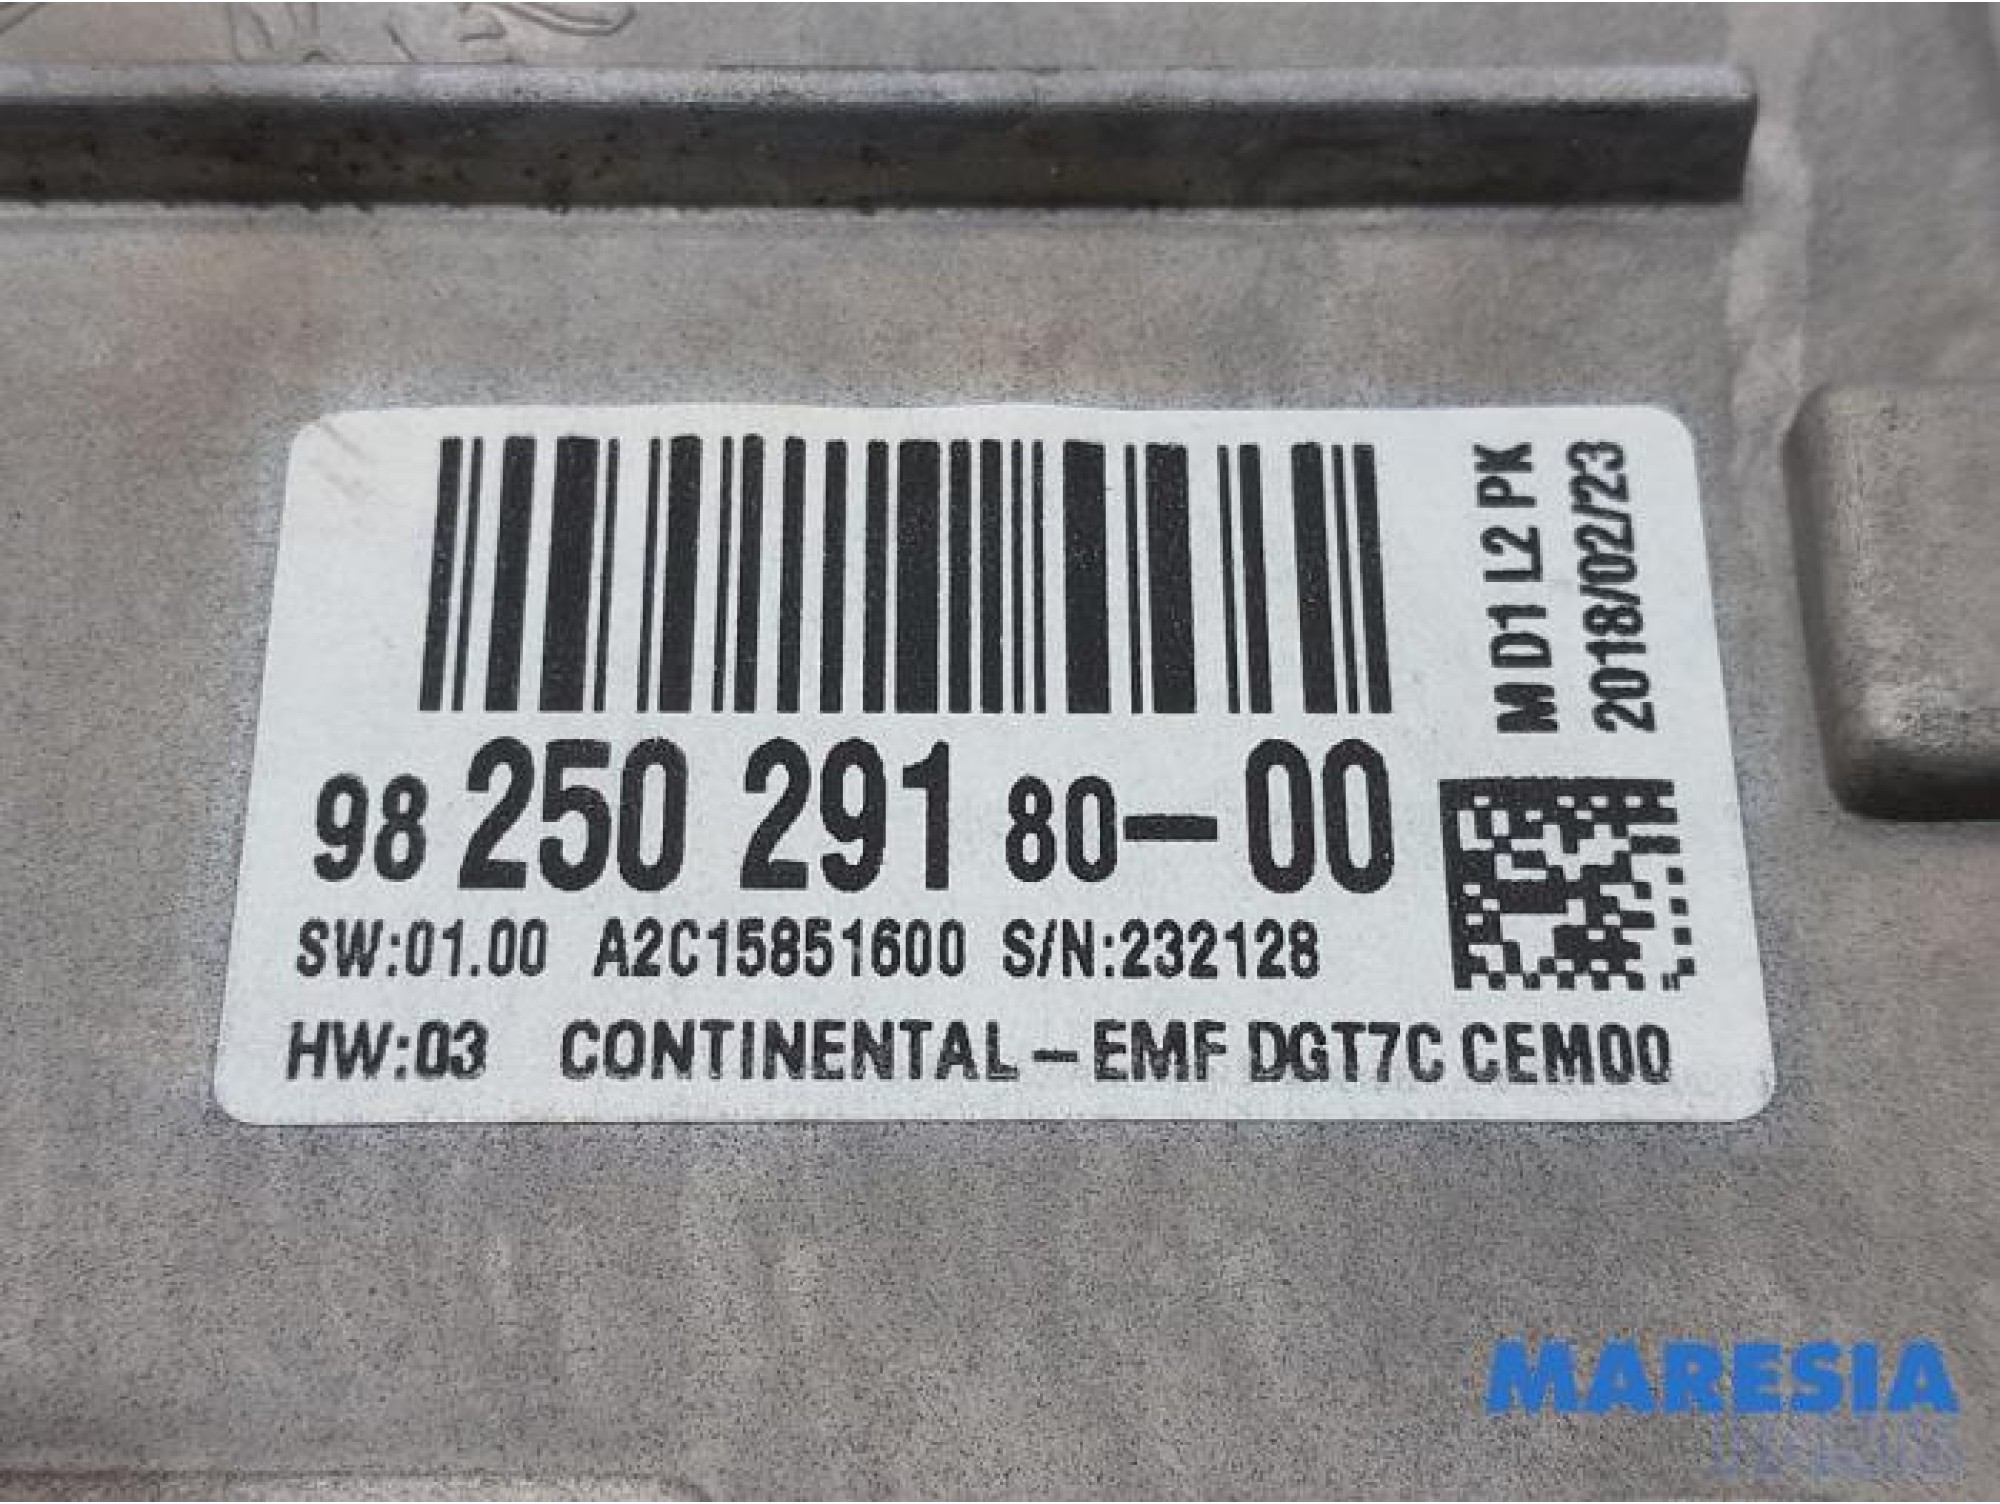 M D1 L2 PK
2018/02/23
98 250 291 80-00
SW:01.00 A2C15851600 S/N:232128
HW:03 CONTINENTAL-EMF DGT7C CEM00
MARESIA